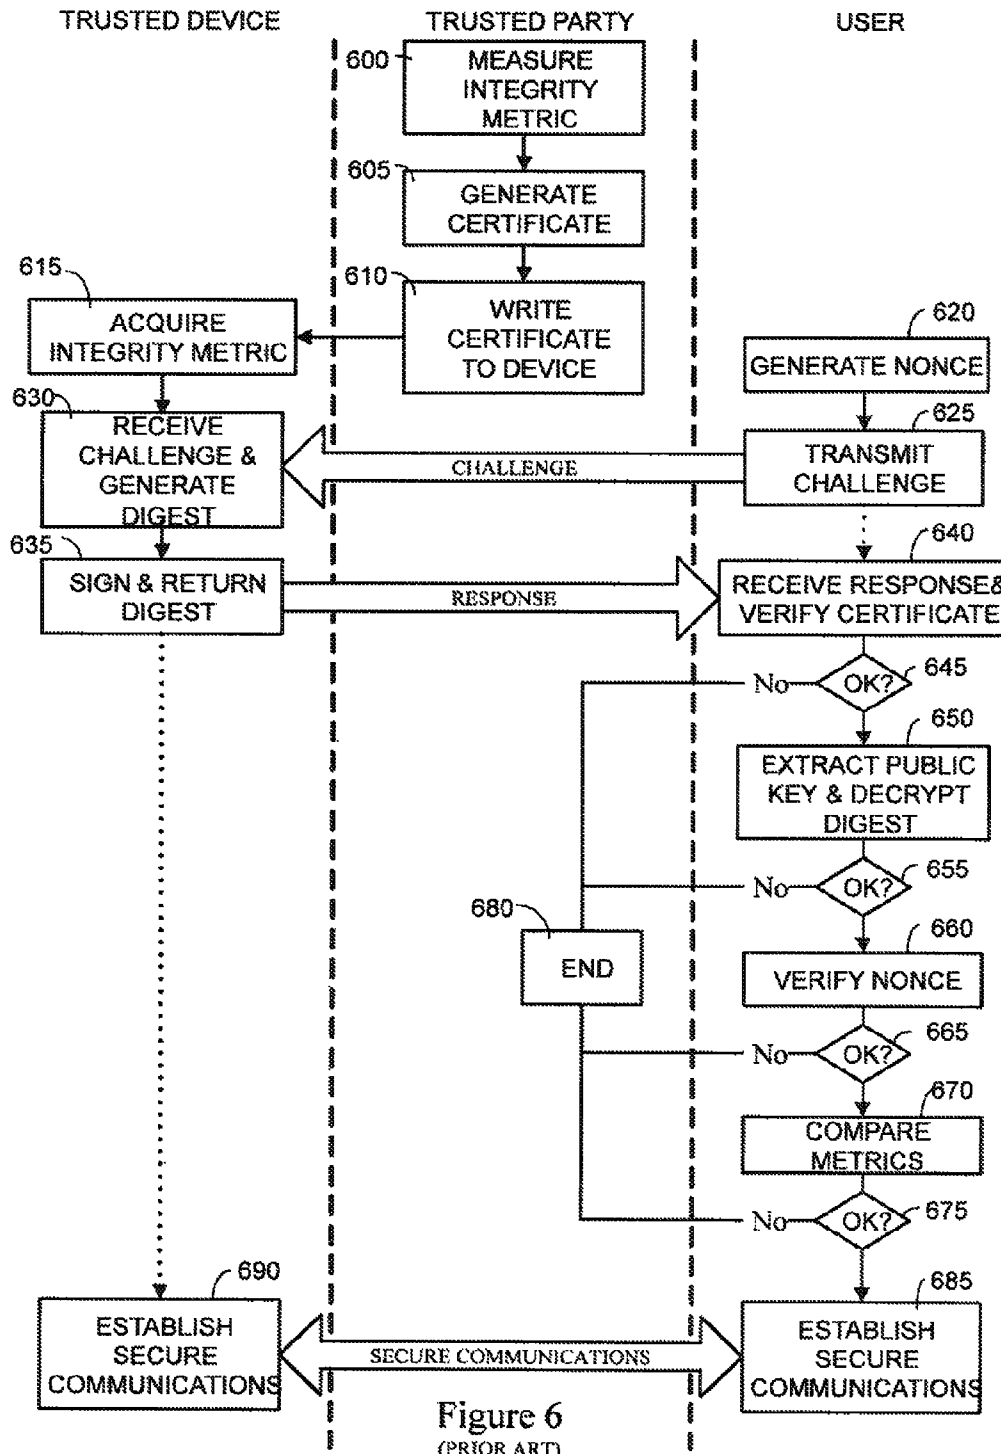 TRUSTED DEVICE
TRUSTED PARTY
USER
600
MEASURE
INTEGRITY
METRIC
605
GENERATE
CERTIFICATE
610
WRITE
CERTIFICATE
TO DEVICE
615
ACQUIRE
INTEGRITY METRIC
620
GENERATE NONCE
625
TRANSMIT
CHALLENGE
CHALLENGE
630
RECEIVE
CHALLENGE &
GENERATE
DIGEST
635
SIGN & RETURN
DIGEST
RESPONSE
640
RECEIVE RESPONSE&
VERIFY CERTIFICATE
No
OK?
645
650
EXTRACT PUBLIC
KEY & DECRYPT
DIGEST
No
OK?
655
680
END
660
VERIFY NONCE
No
OK?
665
670
COMPARE
METRICS
No
OK?
675
690
ESTABLISH
SECURE
COMMUNICATIONS
SECURE COMMUNICATIONS
685
ESTABLISH
SECURE
COMMUNICATIONS
Figure 6
(PRIOR ART)